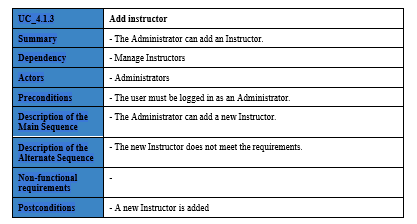 UC_4.1.3 Add instructor
Summary - The Administrator can add an Instructor.
Dependency - Manage Instructors
Actors - Administrators
Preconditions - The user must be logged in as an Administrator.
Description of the - The Administrator can add a new Instructor.
Main Sequence
Description of the - The new Instructor does not meet the requirements.
Alternate Sequence
Non-functional -
requirements
Postconditions - A new Instructor is added